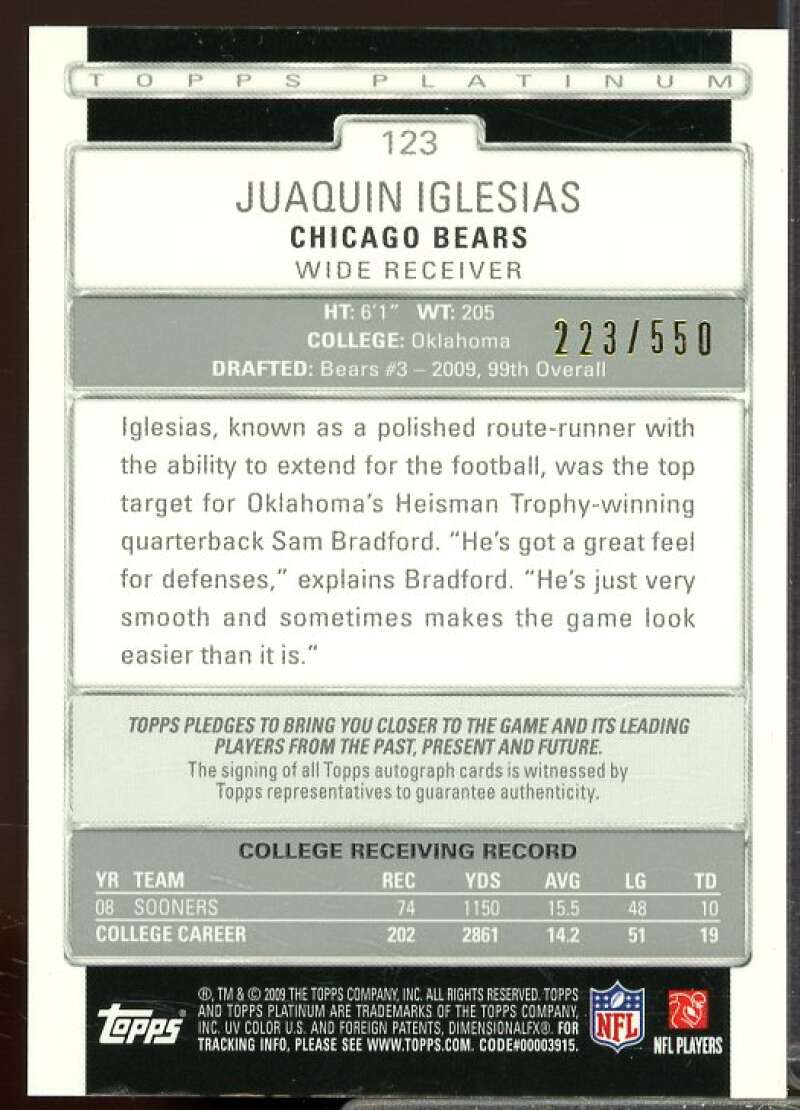 TOPPS PLATINUM
123
JUAQUIN IGLESIAS
CHICAGO BEARS
WIDE RECEIVER
HT: 6'1" WT: 205
COLLEGE: Oklahoma
223/550
DRAFTED: Bears #3 – 2009, 99th Overall
Iglesias, known as a polished route-runner with
the ability to extend for the football, was the top
target for Oklahoma's Heisman Trophy-winning
quarterback Sam Bradford. "He's got a great feel
for defenses," explains Bradford. "He's just very
smooth and sometimes makes the game look
easier than it is."
TOPPS PLEDGES TO BRING YOU CLOSER TO THE GAME AND ITS LEADING
PLAYERS FROM THE PAST, PRESENT AND FUTURE.
The signing of all Topps autograph cards is witnessed by
Topps representatives to guarantee authenticity.
COLLEGE RECEIVING RECORD
YR TEAM REC YDS AVG LG TD
08 SOONERS 74 1150 15.5 48 10
COLLEGE CAREER 202 2861 14.2 51 19
®, TM & © 2009 THE TOPPS COMPANY, INC. ALL RIGHTS RESERVED. TOPPS
AND TOPPS PLATINUM ARE TRADEMARKS OF THE TOPPS COMPANY,
INC. UV COLOR U.S. AND FOREIGN PATENTS, DIMENSIONALFX®. FOR
TRACKING INFO, PLEASE SEE WWW.TOPPS.COM. CODE#00003915.
Topps
NFL
NFL PLAYERS